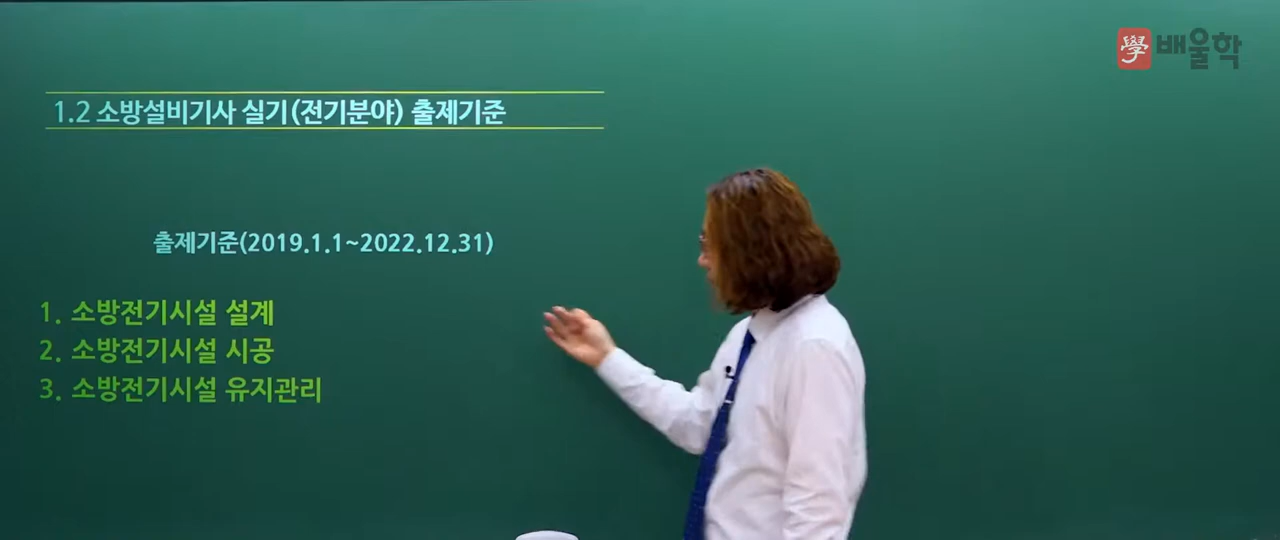 學 배울학
1.2 소방설비기사 실기(전기분야) 출제기준
출제기준(2019.1.1~2022.12.31)
1. 소방전기시설 설계
2. 소방전기시설 시공
3. 소방전기시설 유지관리